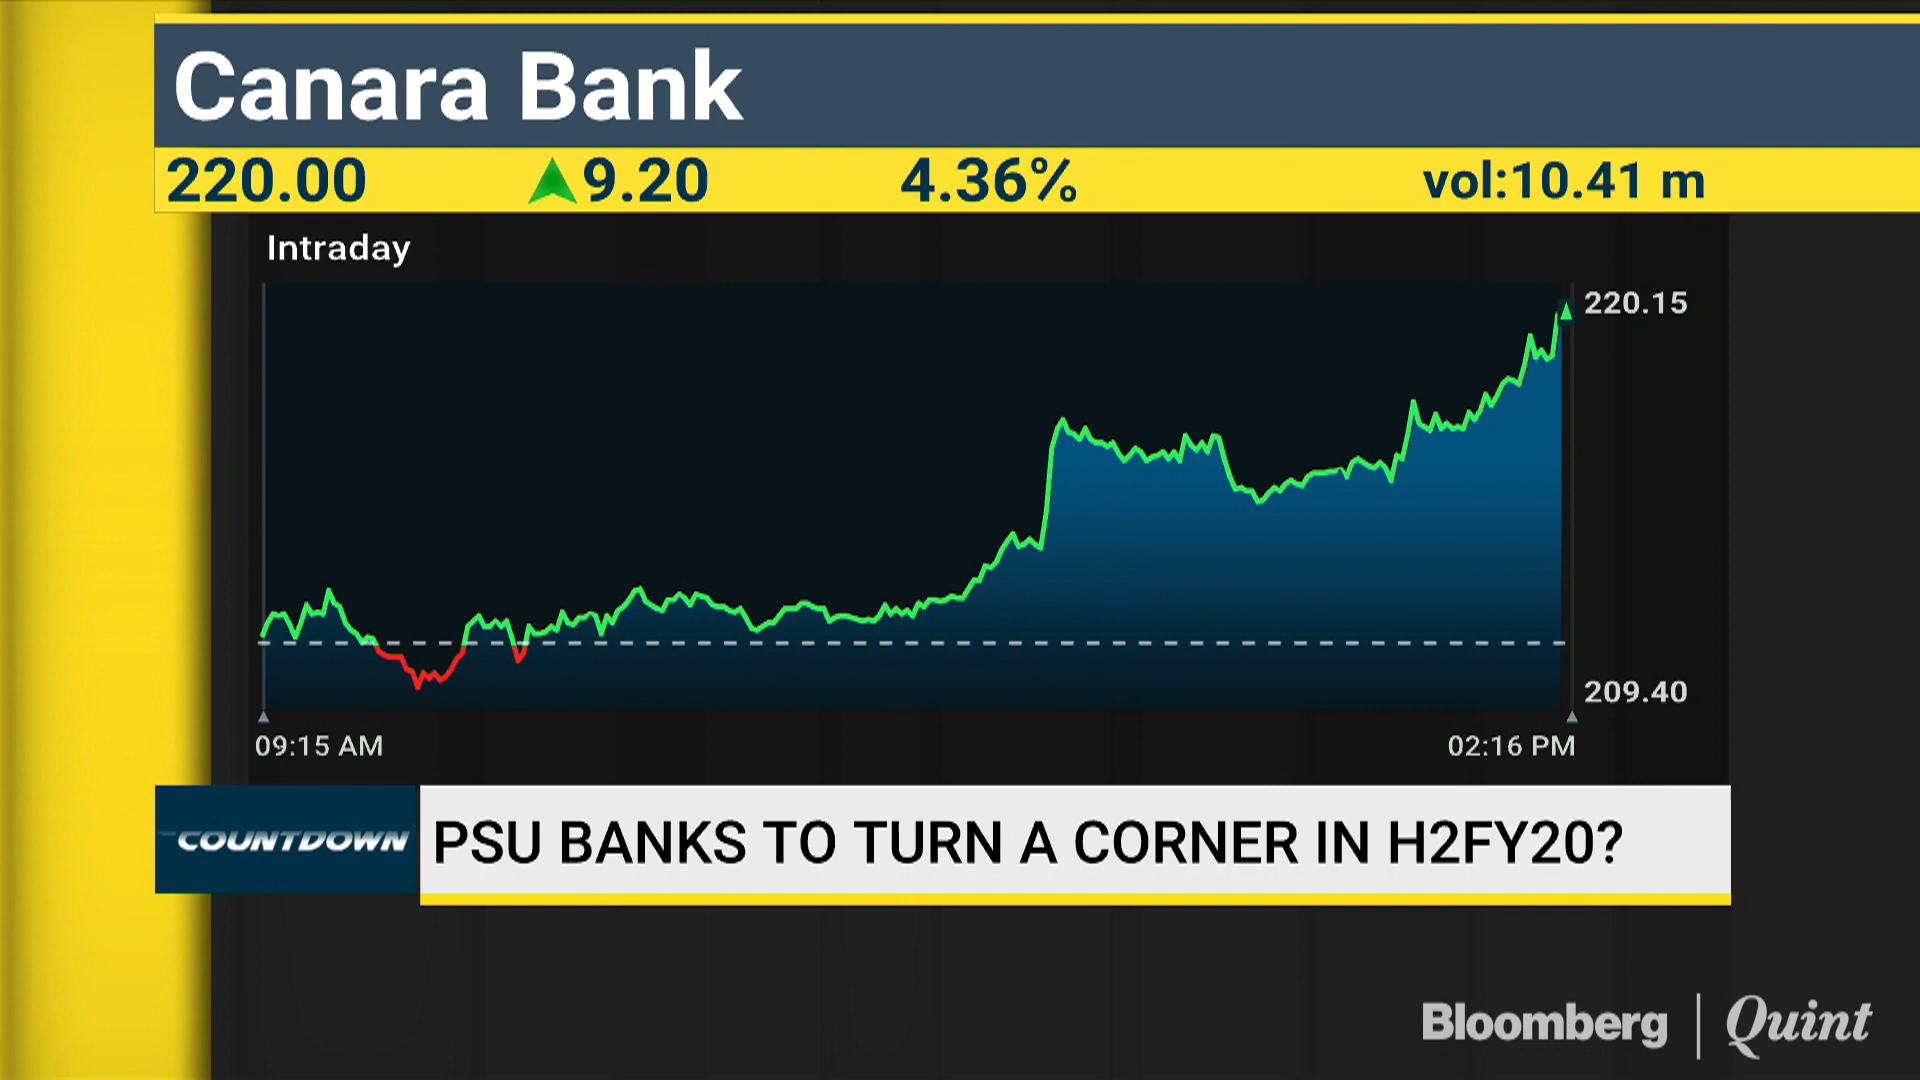 Canara Bank
220.00 ▲9.20 4.36% vol:10.41 m
Intraday
220.15
209.40
09:15 AM 02:16 PM
COUNTDOWN PSU BANKS TO TURN A CORNER IN H2FY20?
Bloomberg | Quint